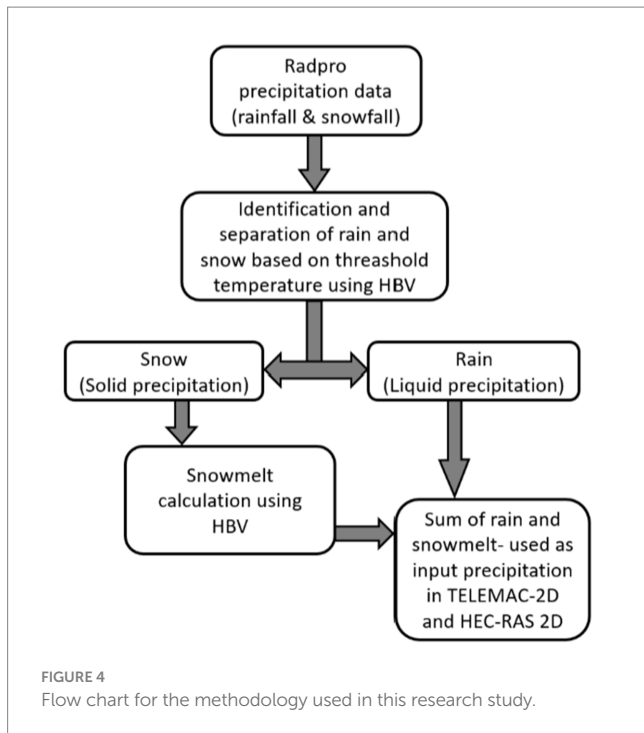 Radpro
precipitation data
(rainfall & snowfall)
Identification and
separation of rain and
snow based on threashold
temperature using HBV
Snow
(Solid precipitation)
Rain
(Liquid precipitation)
Snowmelt
calculation using
HBV
Sum of rain and
snowmelt- used as
input precipitation
in TELEMAC-2D
and HEC-RAS 2D
FIGURE 4
Flow chart for the methodology used in this research study.